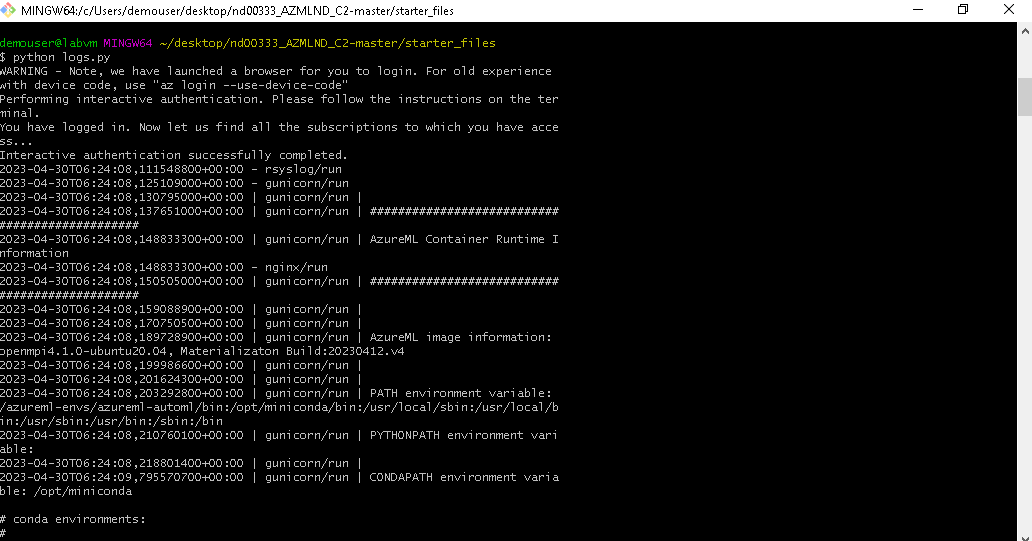 MINGW64:/c/Users/demouser/desktop/nd00333_AZMLND_C2-master/starter_files
demouser@labvm MINGW64 ~/desktop/nd00333_AZMLND_C2-master/starter_files
$ python logs.py
WARNING - Note, we have launched a browser for you to login. For old experience
with device code, use "az login --use-device-code"
Performing interactive authentication. Please follow the instructions on the ter
minal.
You have logged in. Now let us find all the subscriptions to which you have acce
ss...
Interactive authentication successfully completed.
2023-04-30T06:24:08,111548800+00:00 - rsyslog/run
2023-04-30T06:24:08,125109000+00:00 - gunicorn/run
2023-04-30T06:24:08,130795000+00:00 | gunicorn/run |
2023-04-30T06:24:08,137651000+00:00 | gunicorn/run | ###########################
####################
2023-04-30T06:24:08,148833300+00:00 | gunicorn/run | AzureML Container Runtime I
nformation
2023-04-30T06:24:08,148833300+00:00 - nginx/run
2023-04-30T06:24:08,150505000+00:00 | gunicorn/run | ###########################
####################
2023-04-30T06:24:08,159088900+00:00 | gunicorn/run |
2023-04-30T06:24:08,170750500+00:00 | gunicorn/run |
2023-04-30T06:24:08,189728900+00:00 | gunicorn/run | AzureML image information:
openmpi4.1.0-ubuntu20.04, Materializaton Build:20230412.v4
2023-04-30T06:24:08,199986600+00:00 | gunicorn/run |
2023-04-30T06:24:08,201624300+00:00 | gunicorn/run |
2023-04-30T06:24:08,203292800+00:00 | gunicorn/run | PATH environment variable:
/azureml-envs/azureml-automl/bin:/opt/miniconda/bin:/usr/local/sbin:/usr/local/b
in:/usr/sbin:/usr/bin:/sbin:/bin
2023-04-30T06:24:08,210760100+00:00 | gunicorn/run | PYTHONPATH environment vari
able:
2023-04-30T06:24:08,218801400+00:00 | gunicorn/run |
2023-04-30T06:24:09,795570700+00:00 | gunicorn/run | CONDAPATH environment varia
ble: /opt/miniconda
# conda environments:
#